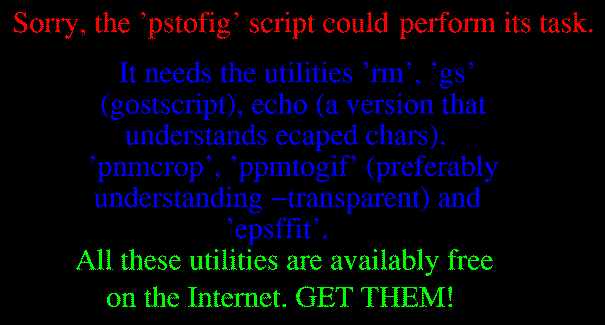 Sorry, the 'pstofig' script could perform its task.
It needs the utilities 'rm', 'gs'
(gostscript), echo (a version that
understands ecaped chars).
'pnmcrop', 'ppmtogif' (preferably
understanding −transparent) and
'epsffit'.
All these utilities are availably free
on the Internet. GET THEM!